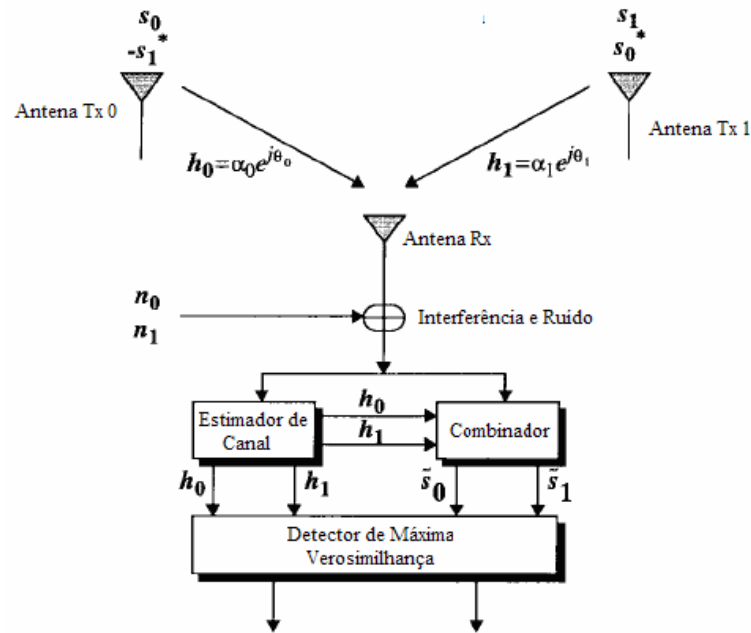 s₀
-s₁*
s₁
s₀*
Antena Tx 0
Antena Tx 1
h₀=α₀e^{jθ₀}
h₁=α₁e^{jθ₁}
Antena Rx
n₀
n₁
Interferência e Ruído
Estimador de
Canal
h₀
h₁
Combinador
h₀
h₁
s̃₀
s̃₁
Detector de Máxima
Verosimilhança